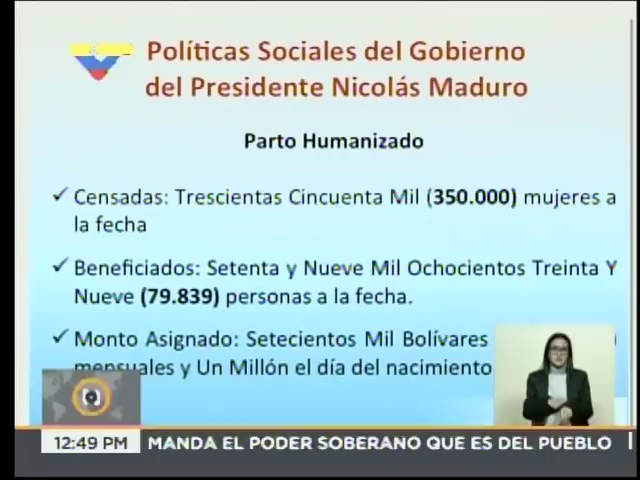 Políticas Sociales del Gobierno
del Presidente Nicolás Maduro
Parto Humanizado
✓ Censadas: Trescientas Cincuenta Mil (350.000) mujeres a
la fecha
✓ Beneficiados: Setenta y Nueve Mil Ochocientos Treinta Y
Nueve (79.839) personas a la fecha.
✓ Monto Asignado: Setecientos Mil Bolívares
mensuales y Un Millón el día del nacimiento
12:49 PM MANDA EL PODER SOBERANO QUE ES DEL PUEBLO